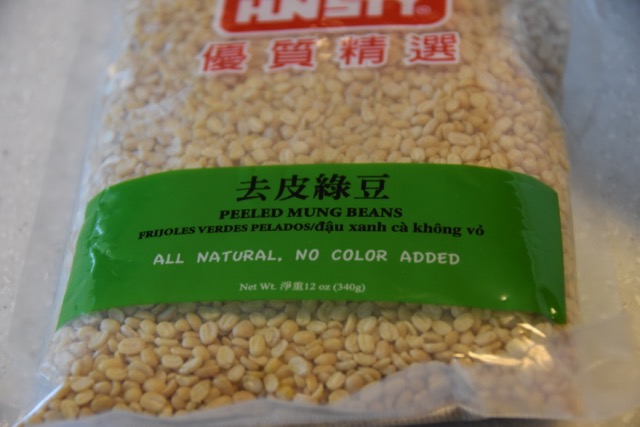 優質精選
去皮綠豆
PEELED MUNG BEANS
FRIJOLES VERDES PELADOS/đậu xanh cà không vỏ
ALL NATURAL, NO COLOR ADDED
Net Wt. 淨重12 oz (340g)